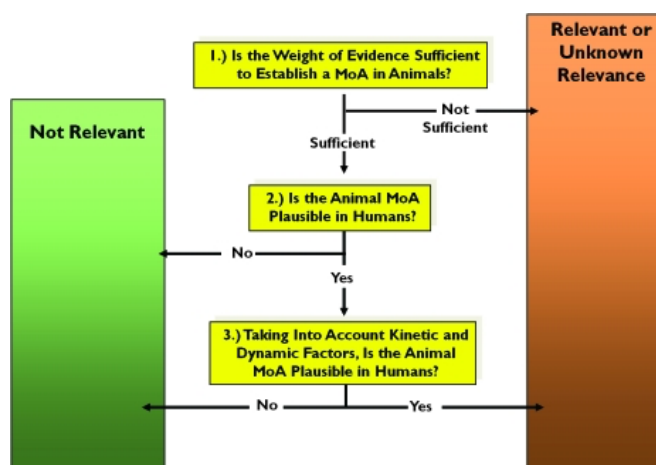 Relevant or
Unknown
Relevance
1.) Is the Weight of Evidence Sufficient
to Establish a MoA in Animals?
Not Relevant
Not
Sufficient
Sufficient
2.) Is the Animal MoA
Plausible in Humans?
No
Yes
3.) Taking Into Account Kinetic and
Dynamic Factors, Is the Animal
MoA Plausible in Humans?
No
Yes